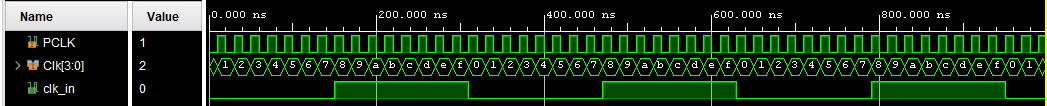 Name Value 0.000 ns 200.000 ns 400.000 ns 600.000 ns 800.000 ns
PCLK 1
Clk[3:0] 2 1 2 3 4 5 6 7 8 9 a b c d e f 0 1 2 3 4 5 6 7 8 9 a b c d e f 0 1 2 3 4 5 6 7 8 9 a b c d e f 0 1
clk_in 0